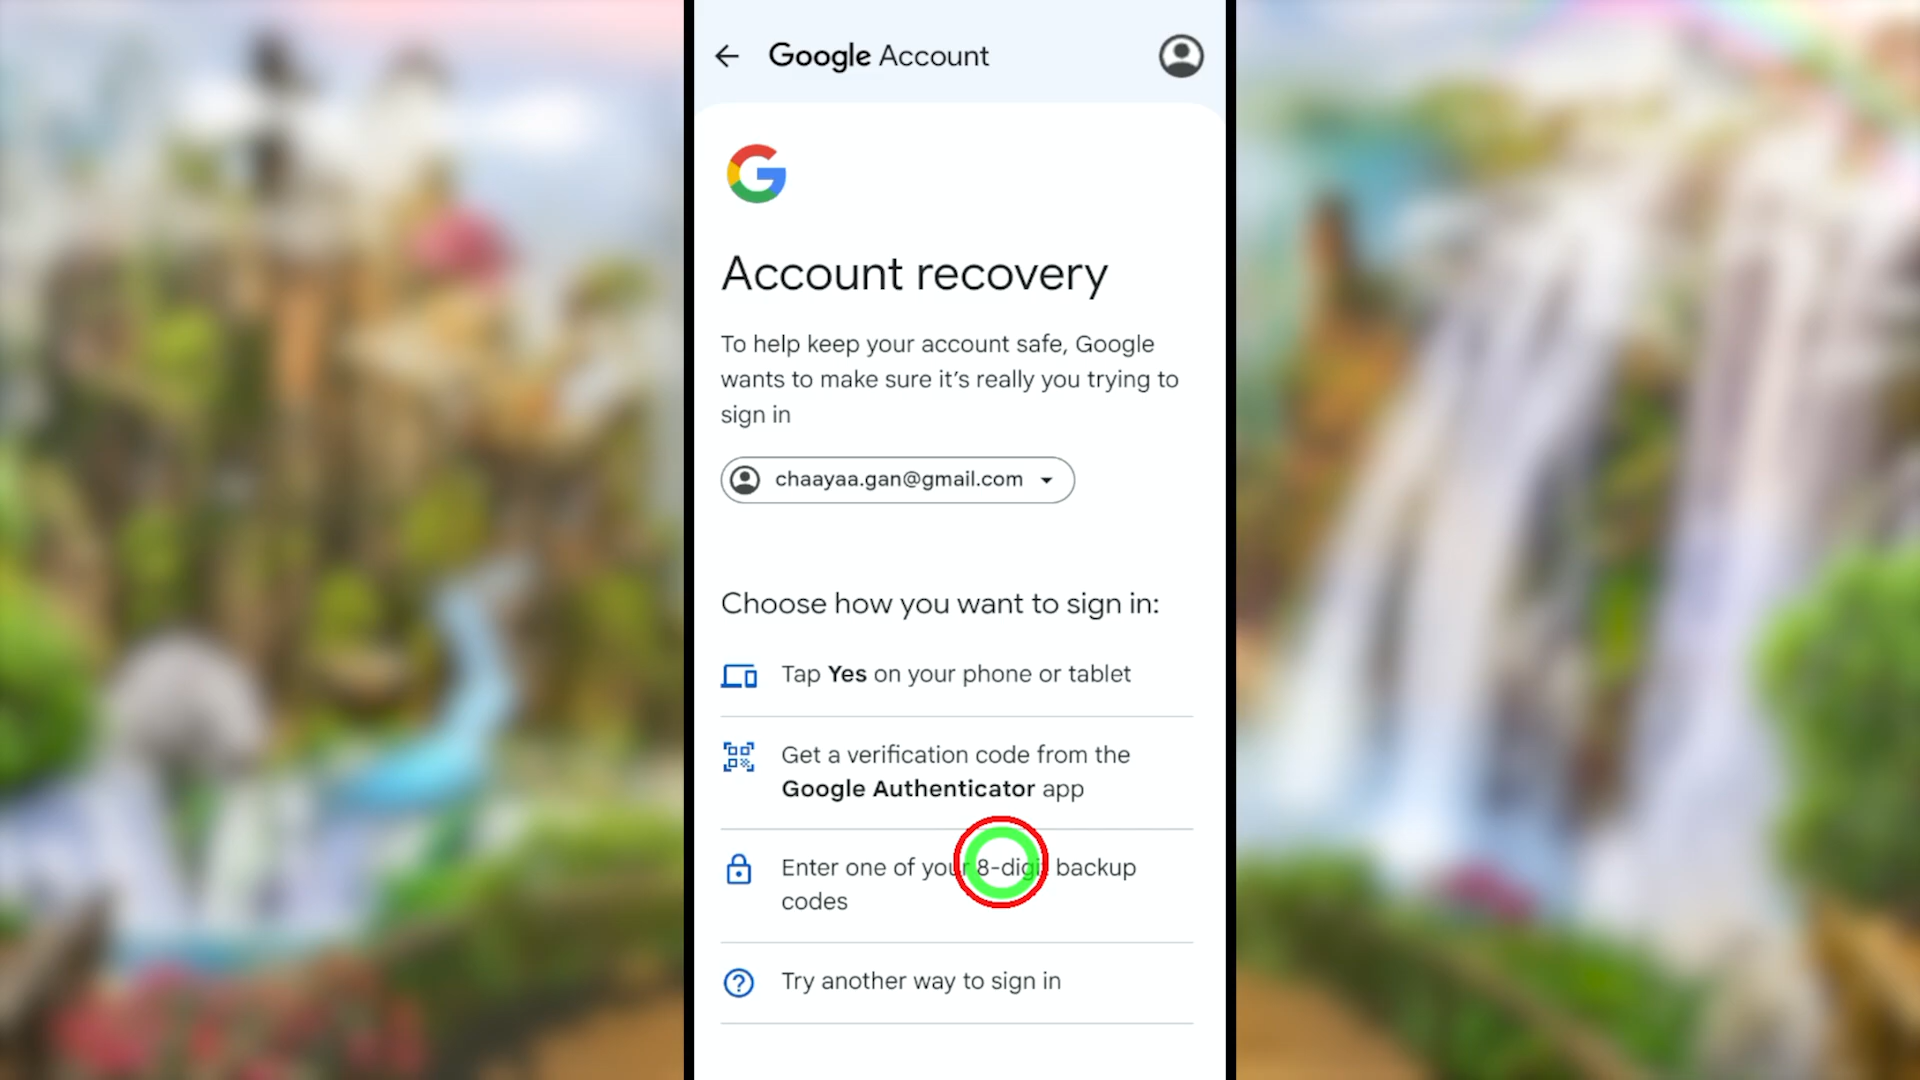 Google Account
Account recovery
To help keep your account safe, Google
wants to make sure it’s really you trying to
sign in
chaayaa.gan@gmail.com
Choose how you want to sign in:
Tap Yes on your phone or tablet
Get a verification code from the
Google Authenticator app
Enter one of your 8-digit backup
codes
Try another way to sign in